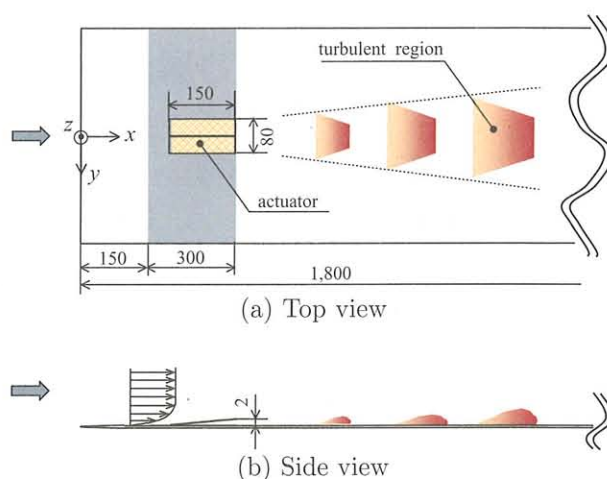 turbulent region
150
80
z
x
y
actuator
150
300
1,800
(a) Top view
2
(b) Side view